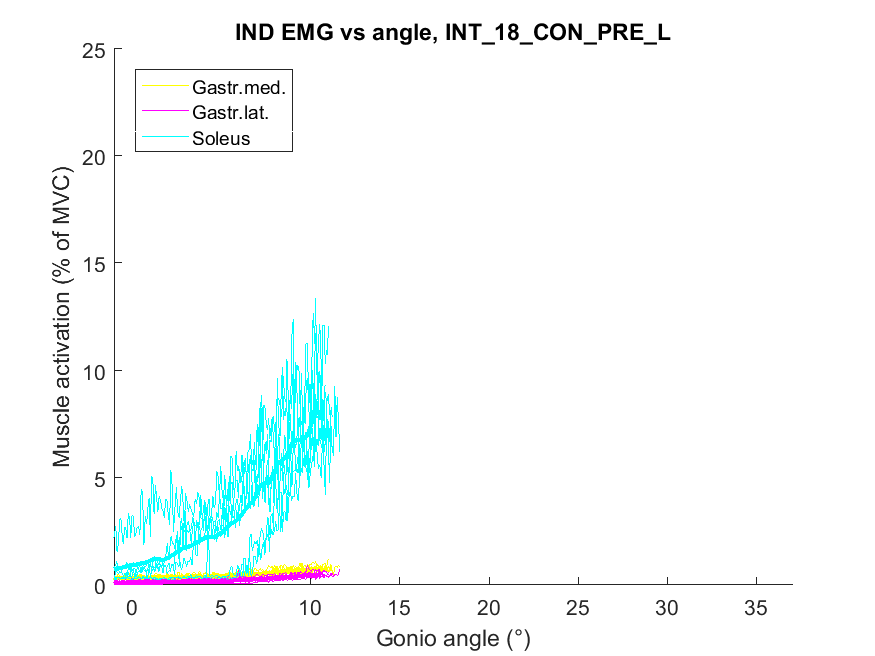 IND EMG vs angle, INT_18_CON_PRE_L
25
Gastr.med.
Gastr.lat.
Soleus
20
15
10
5
0
Muscle activation (% of MVC)
0 5 10 15 20 25 30 35
Gonio angle (°)